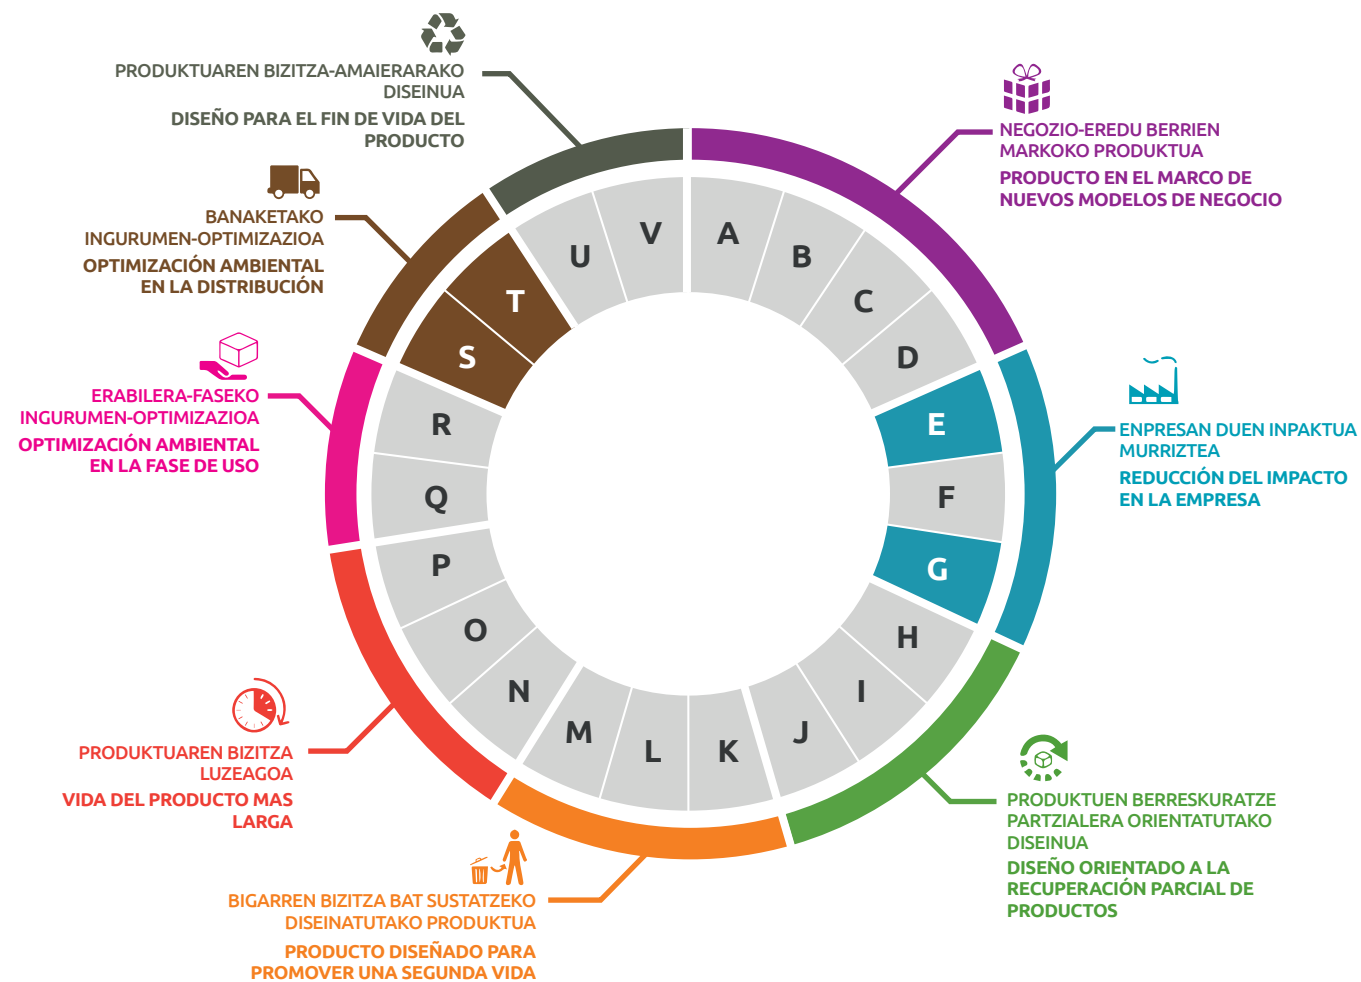 PRODUKTUAREN BIZITZA-AMAIERARAKO
DISEINUA
DISEÑO PARA EL FIN DE VIDA DEL
PRODUCTO
NEGOZIO-EREDU BERRIEN
MARKOKO PRODUKTUA
PRODUCTO EN EL MARCO DE
NUEVOS MODELOS DE NEGOCIO
BANAKETAKO
INGURUMEN-OPTIMIZAZIOA
OPTIMIZACIÓN AMBIENTAL
EN LA DISTRIBUCIÓN
ERABILERA-FASEKO
INGURUMEN-OPTIMIZAZIOA
OPTIMIZACIÓN AMBIENTAL
EN LA FASE DE USO
ENPRESAN DUEN INPAKTUA
MURRIZTEA
REDUCCIÓN DEL IMPACTO
EN LA EMPRESA
PRODUKTUAREN BIZITZA
LUZEAGOA
VIDA DEL PRODUCTO MAS
LARGA
PRODUKTUEN BERRESKURATZE
PARTZIALERA ORIENTATUTAKO
DISEINUA
DISEÑO ORIENTADO A LA
RECUPERACIÓN PARCIAL DE
PRODUCTOS
BIGARREN BIZITZA BAT SUSTATZEKO
DISEINATUTAKO PRODUKTUA
PRODUCTO DISEÑADO PARA
PROMOVER UNA SEGUNDA VIDA
A
B
C
D
E
F
G
H
I
J
K
L
M
N
O
P
Q
R
S
T
U
V